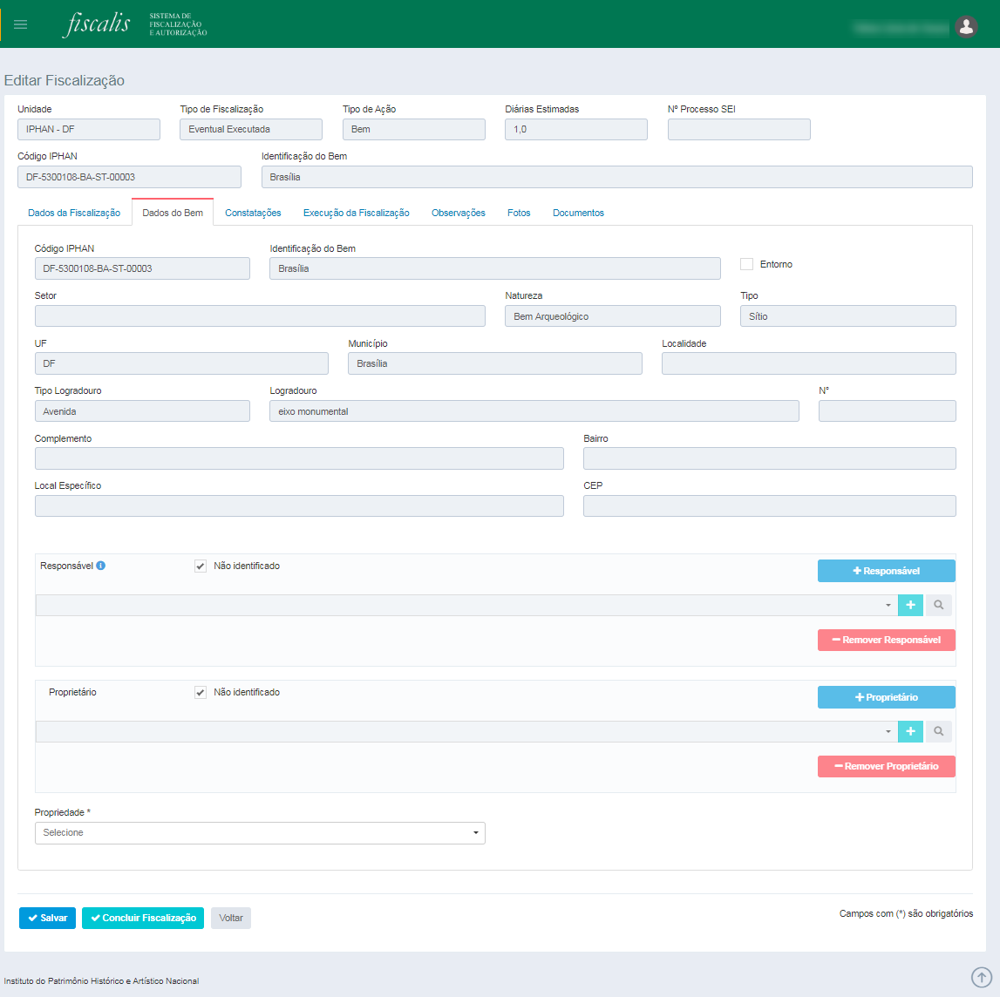 fiscalis
SISTEMA DE
FISCALIZAÇÃO
E AUTORIZAÇÃO
Editar Fiscalização
Unidade Tipo de Fiscalização Tipo de Ação Diárias Estimadas Nº Processo SEI
IPHAN - DF Eventual Executada Bem 1,0
Código IPHAN Identificação do Bem
DF-5300108-BA-ST-00003 Brasília
Dados da Fiscalização Dados do Bem Constatações Execução da Fiscalização Observações Fotos Documentos
Código IPHAN Identificação do Bem
DF-5300108-BA-ST-00003 Brasília Entorno
Setor Natureza Tipo
Bem Arqueológico Sítio
UF Município Localidade
DF Brasília
Tipo Logradouro Logradouro N°
Avenida eixo monumental
Complemento Bairro
Local Específico CEP
Responsável Não identificado + Responsável
Remover Responsável
Proprietário Não identificado + Proprietário
Remover Proprietário
Propriedade *
Selecione
Salvar Concluir Fiscalização Voltar Campos com (*) são obrigatórios
Instituto do Patrimônio Histórico e Artístico Nacional